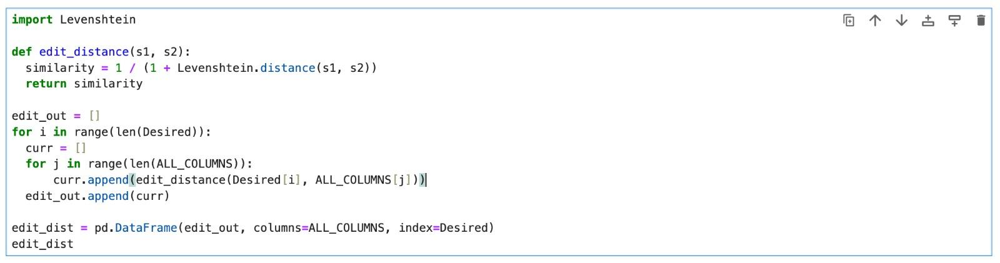 import Levenshtein
def edit_distance(s1, s2):
  similarity = 1 / (1 + Levenshtein.distance(s1, s2))
  return similarity
edit_out = []
for i in range(len(Desired)):
  curr = []
  for j in range(len(ALL_COLUMNS)):
      curr.append(edit_distance(Desired[i], ALL_COLUMNS[j]))
  edit_out.append(curr)
edit_dist = pd.DataFrame(edit_out, columns=ALL_COLUMNS, index=Desired)
edit_dist